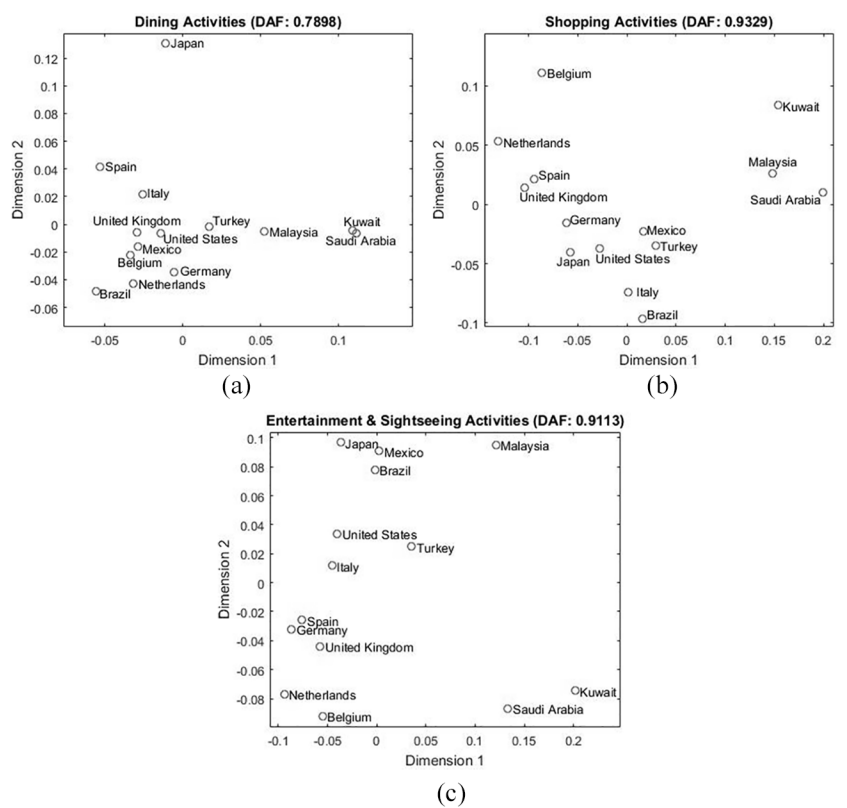 Dining Activities (DAF: 0.7898)
Japan
Spain
Italy
United Kingdom
Turkey
United States
Malaysia
Kuwait
Saudi Arabia
Mexico
Belgium
Germany
Netherlands
Brazil
0.12
0.1
0.08
0.06
0.04
0.02
0
-0.02
-0.04
-0.06
Dimension 2
-0.05
0
0.05
0.1
Dimension 1
(a)
Shopping Activities (DAF: 0.9329)
Belgium
Kuwait
Netherlands
Malaysia
Spain
United Kingdom
Saudi Arabia
Germany
Mexico
Turkey
Japan
United States
Italy
Brazil
0.1
0.05
0
-0.05
-0.1
Dimension 2
-0.1
-0.05
0
0.05
0.1
0.15
0.2
Dimension 1
(b)
Entertainment & Sightseeing Activities (DAF: 0.9113)
Japan
Mexico
Malaysia
Brazil
United States
Turkey
Italy
Spain
Germany
United Kingdom
Netherlands
Kuwait
Saudi Arabia
Belgium
0.1
0.08
0.06
0.04
0.02
0
-0.02
-0.04
-0.06
-0.08
Dimension 2
-0.1
-0.05
0
0.05
0.1
0.15
0.2
Dimension 1
(c)